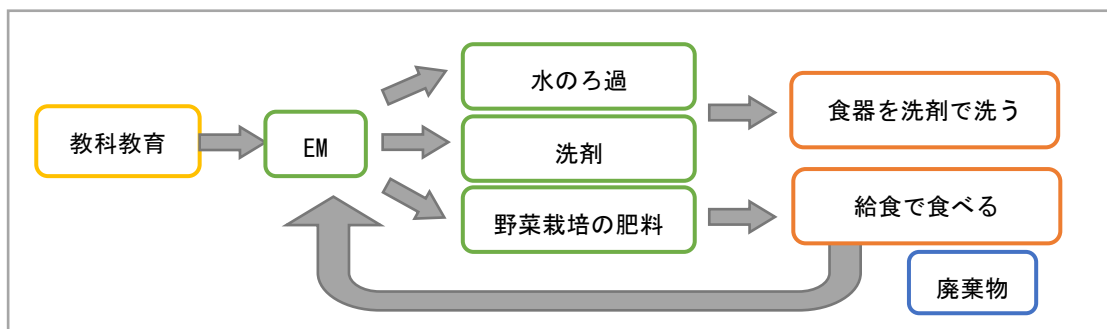 教科教育
EM
水のろ過
洗剤
野菜栽培の肥料
食器を洗剤で洗う
給食で食べる
廃棄物